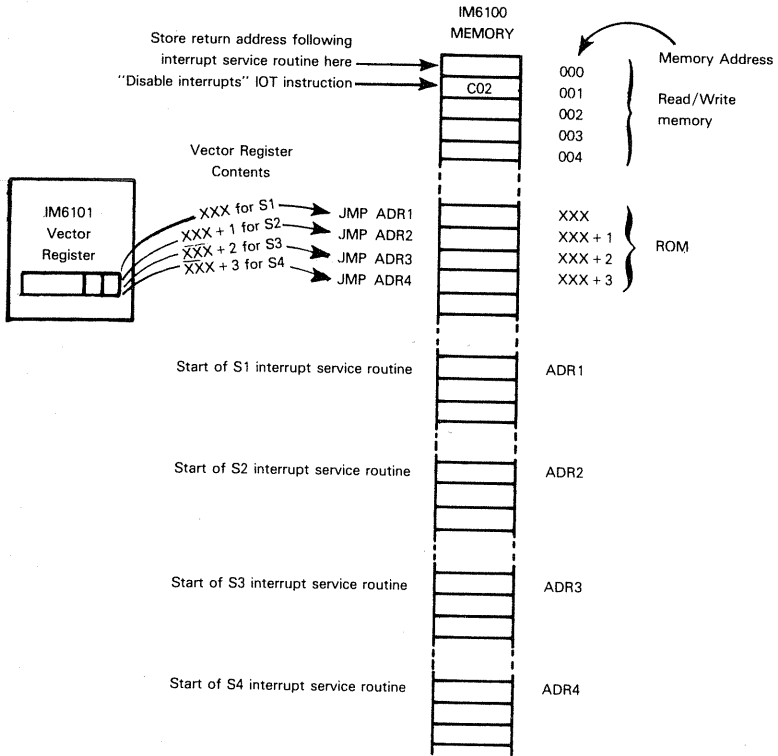 IM6100
MEMORY
Store return address following
interrupt service routine here
"Disable interrupts" IOT instruction
C02
Memory Address
000
001
002
003
004
Read/Write
memory
Vector Register
Contents
IM6101
Vector
Register
XXX for S1
XXX + 1 for S2
XXX + 2 for S3
XXX + 3 for S4
JMP ADR1
JMP ADR2
JMP ADR3
JMP ADR4
XXX
XXX + 1
XXX + 2
XXX + 3
ROM
Start of S1 interrupt service routine
ADR1
Start of S2 interrupt service routine
ADR2
Start of S3 interrupt service routine
ADR3
Start of S4 interrupt service routine
ADR4